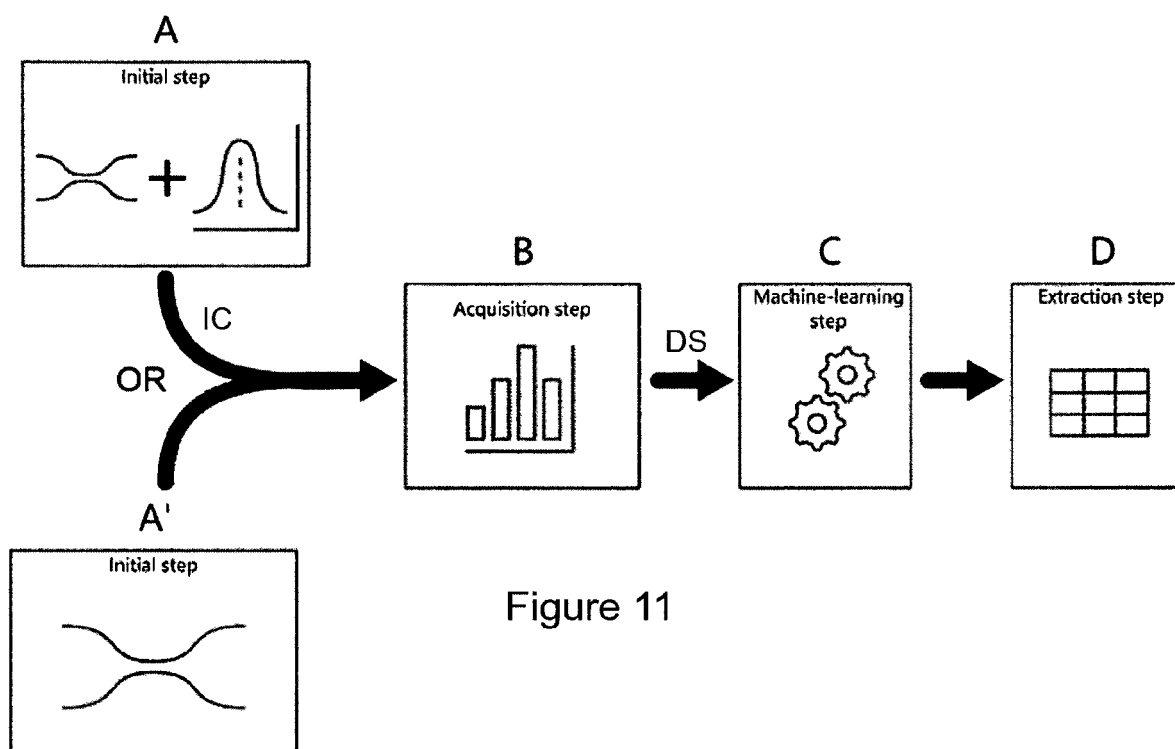 A
Initial step
IC
OR
A'
Initial step
B
Acquisition step
DS
C
Machine-learning
step
D
Extraction step
Figure 11